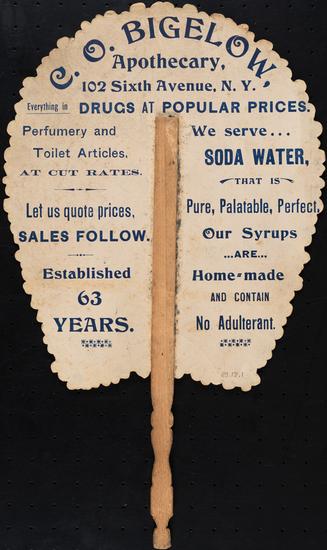 C. O. BIGELOW,
Apothecary,
102 Sixth Avenue, N. Y.
Everything in DRUGS AT POPULAR PRICES.
Perfumery and
Toilet Articles,
AT CUT RATES.
Let us quote prices,
SALES FOLLOW.
Established
63
YEARS.
We serve...
SODA WATER,
THAT IS
Pure, Palatable, Perfect,
Our Syrups
...ARE...
Home-made
AND CONTAIN
No Adulterant.